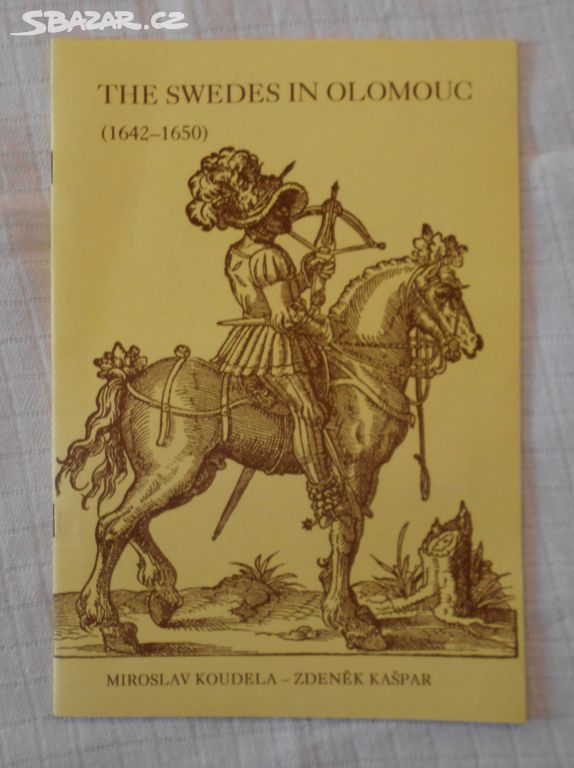 SBAZAR.CZ
THE SWEDES IN OLOMOUC
(1642–1650)
MIROSLAV KOUDELA – ZDENĚK KAŠPAR